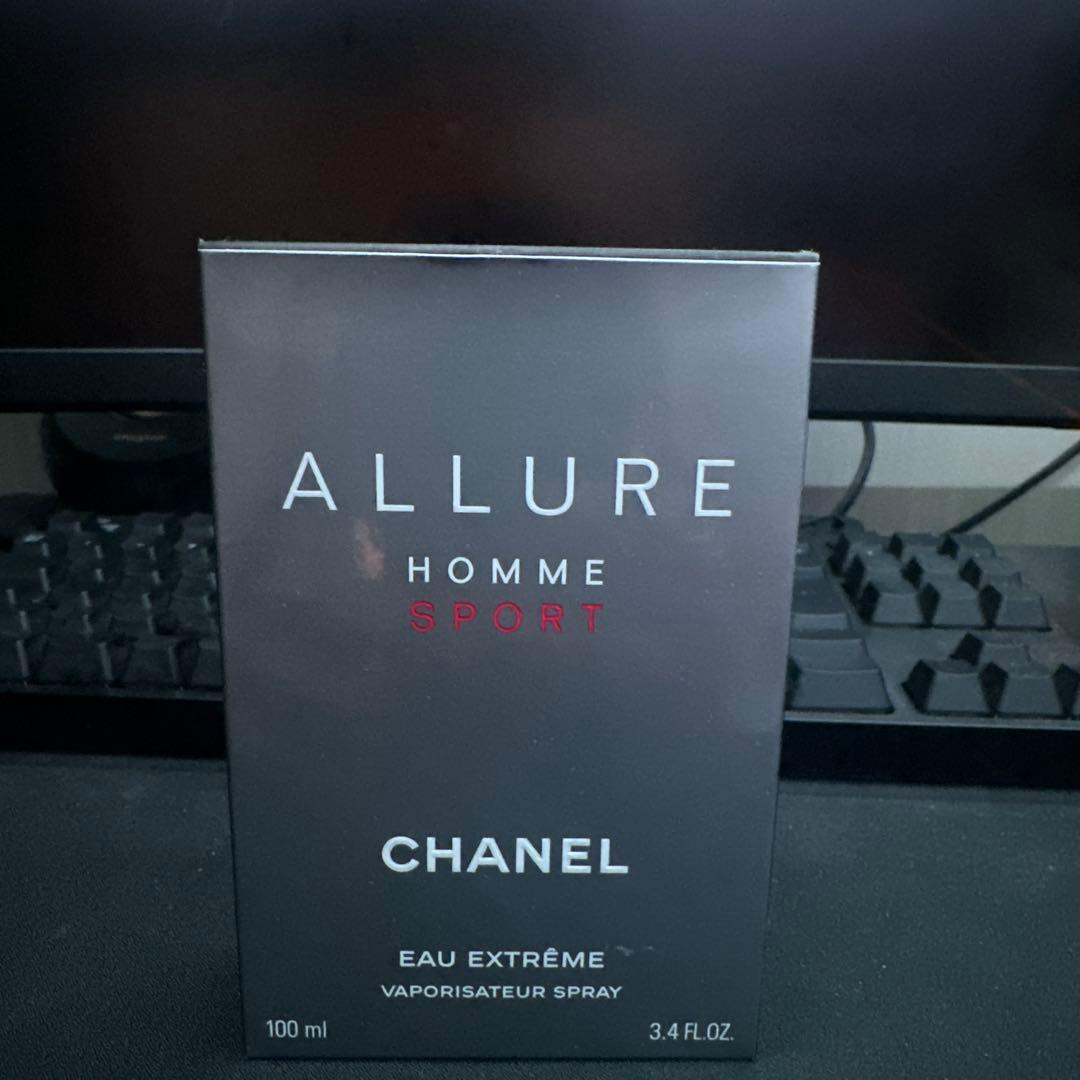 ALLURE
HOMME
SPORT
CHANEL
EAU EXTRÊME
VAPORISATEUR SPRAY
100 ml
3.4 FL.OZ.